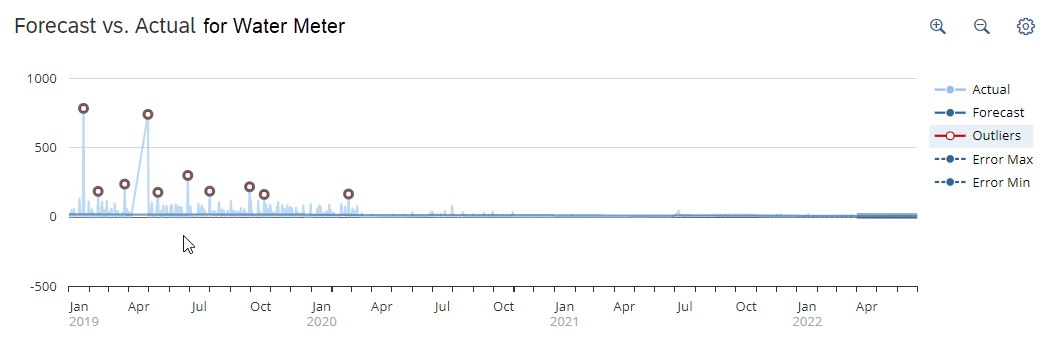 Forecast vs. Actual for Water Meter
1000
500
0
-500
Jan Apr Jul Oct Jan Apr Jul Oct Jan Apr Jul Oct Jan Apr
2019 2020 2021 2022
Actual
Forecast
Outliers
Error Max
Error Min